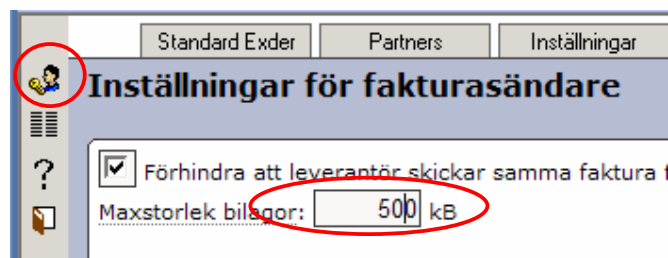 Standard Exder Partners Inställningar
Inställningar för fakturasändare
?
Förhindra att leverantör skickar samma faktura f
Maxstorlek bilagor: 500 kB